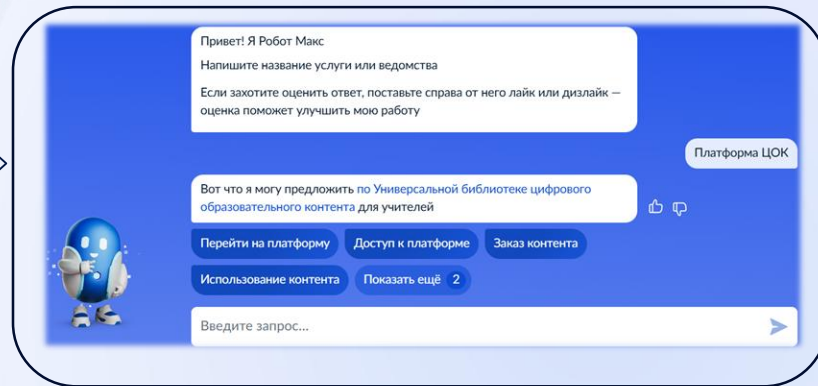 Привет! Я Робот Макс
Напишите название услуги или ведомства
Если захотите оценить ответ, поставьте справа от него лайк или дизлайк —
оценка поможет улучшить мою работу
Платформа ЦОК
Вот что я могу предложить по Универсальной библиотеке цифрового
образовательного контента для учителей
Перейти на платформу Доступ к платформе Заказ контента
Использование контента Показать ещё 2
Введите запрос...